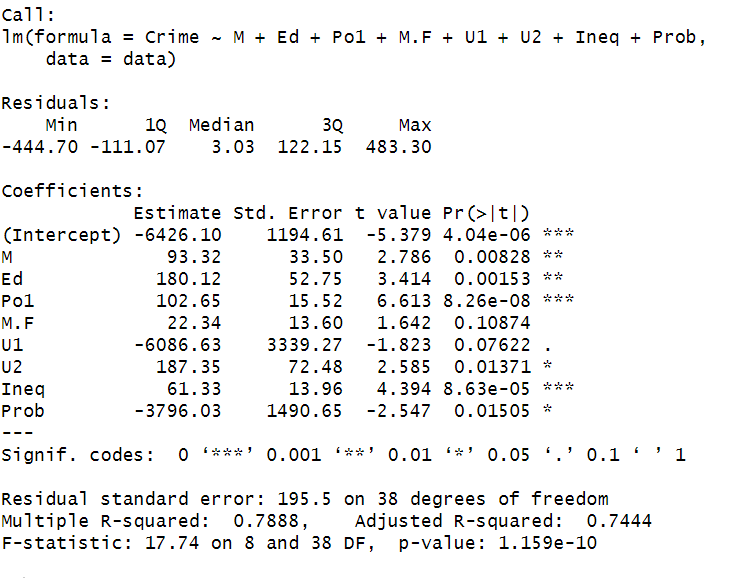 Call:
lm(formula = Crime ~ M + Ed + Po1 + M.F + U1 + U2 + Ineq + Prob,
    data = data)
Residuals:
    Min      1Q  Median      3Q     Max
-444.70 -111.07    3.03  122.15  483.30
Coefficients:
            Estimate Std. Error t value Pr(>|t|)
(Intercept) -6426.10    1194.61  -5.379 4.04e-06 ***
M              93.32      33.50   2.786  0.00828 **
Ed            180.12      52.75   3.414  0.00153 **
Po1           102.65      15.52   6.613 8.26e-08 ***
M.F            22.34      13.60   1.642  0.10874
U1          -6086.63    3339.27  -1.823  0.07622 .
U2            187.35      72.48   2.585  0.01371 *
Ineq           61.33      13.96   4.394 8.63e-05 ***
Prob        -3796.03    1490.65  -2.547  0.01505 *
---
Signif. codes:  0 ‘***’ 0.001 ‘**’ 0.01 ‘*’ 0.05 ‘.’ 0.1 ‘ ’ 1
Residual standard error: 195.5 on 38 degrees of freedom
Multiple R-squared:  0.7888,    Adjusted R-squared:  0.7444
F-statistic: 17.74 on 8 and 38 DF,  p-value: 1.159e-10